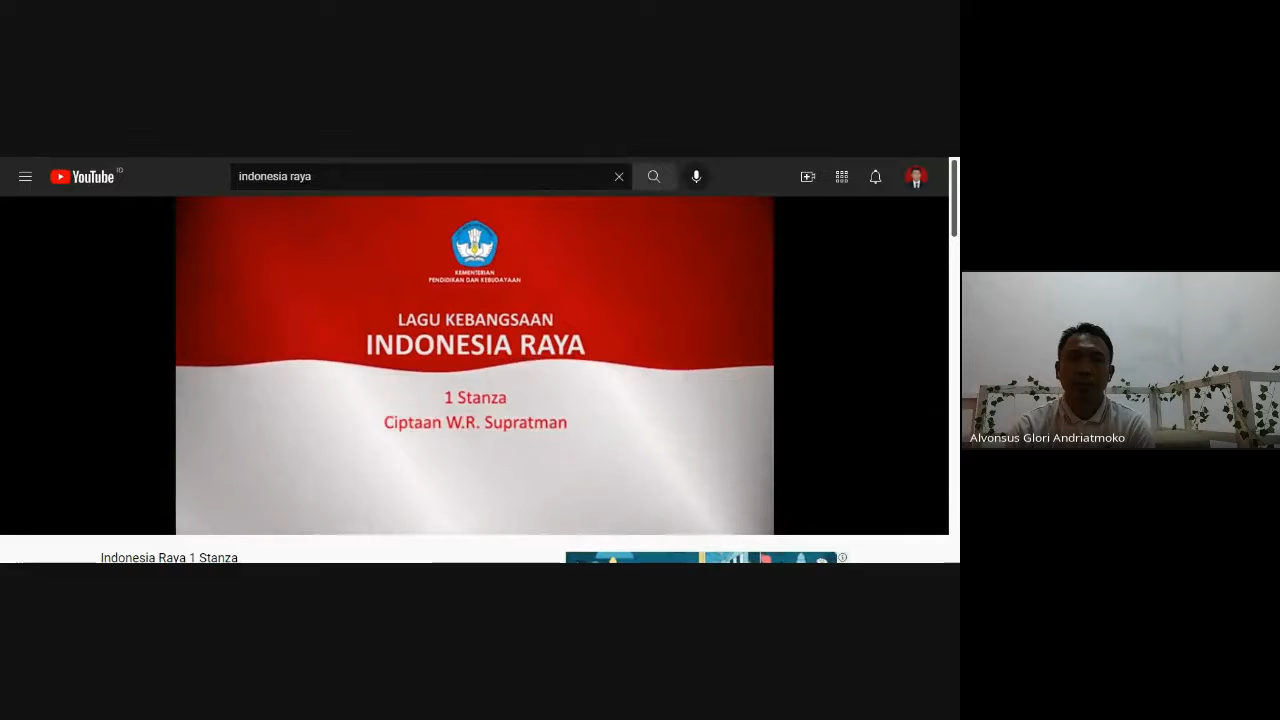 YouTube ID
indonesia raya
KEMENTERIAN
PENDIDIKAN DAN KEBUDAYAAN
LAGU KEBANGSAAN
INDONESIA RAYA
1 Stanza
Ciptaan W.R. Supratman
Indonesia Raya 1 Stanza
Alvonsus Glori Andriatmoko